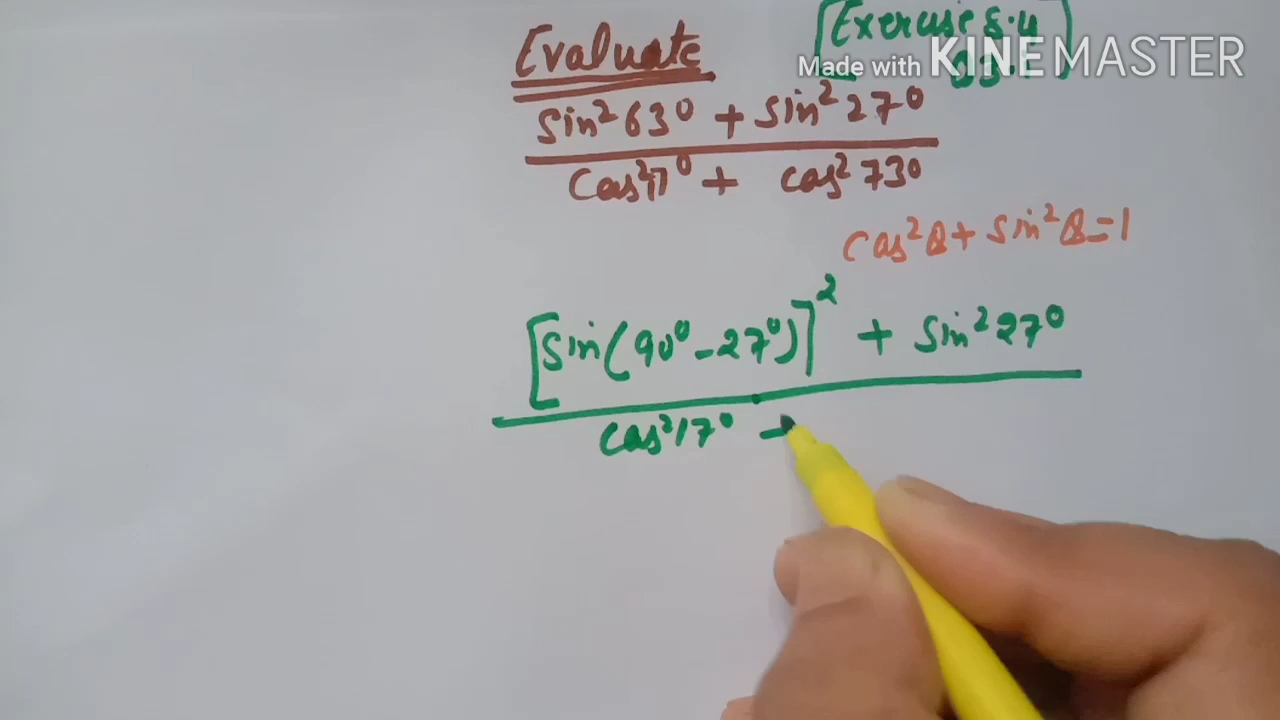 [Exercise 8.4
Made with KINEMASTER
Evaluate
sin² 63° + sin² 27°
cos² 17° + cos² 73°
cos²θ + sin²θ = 1
[sin(90° - 27°)]² + sin² 27°
cos² 17° +